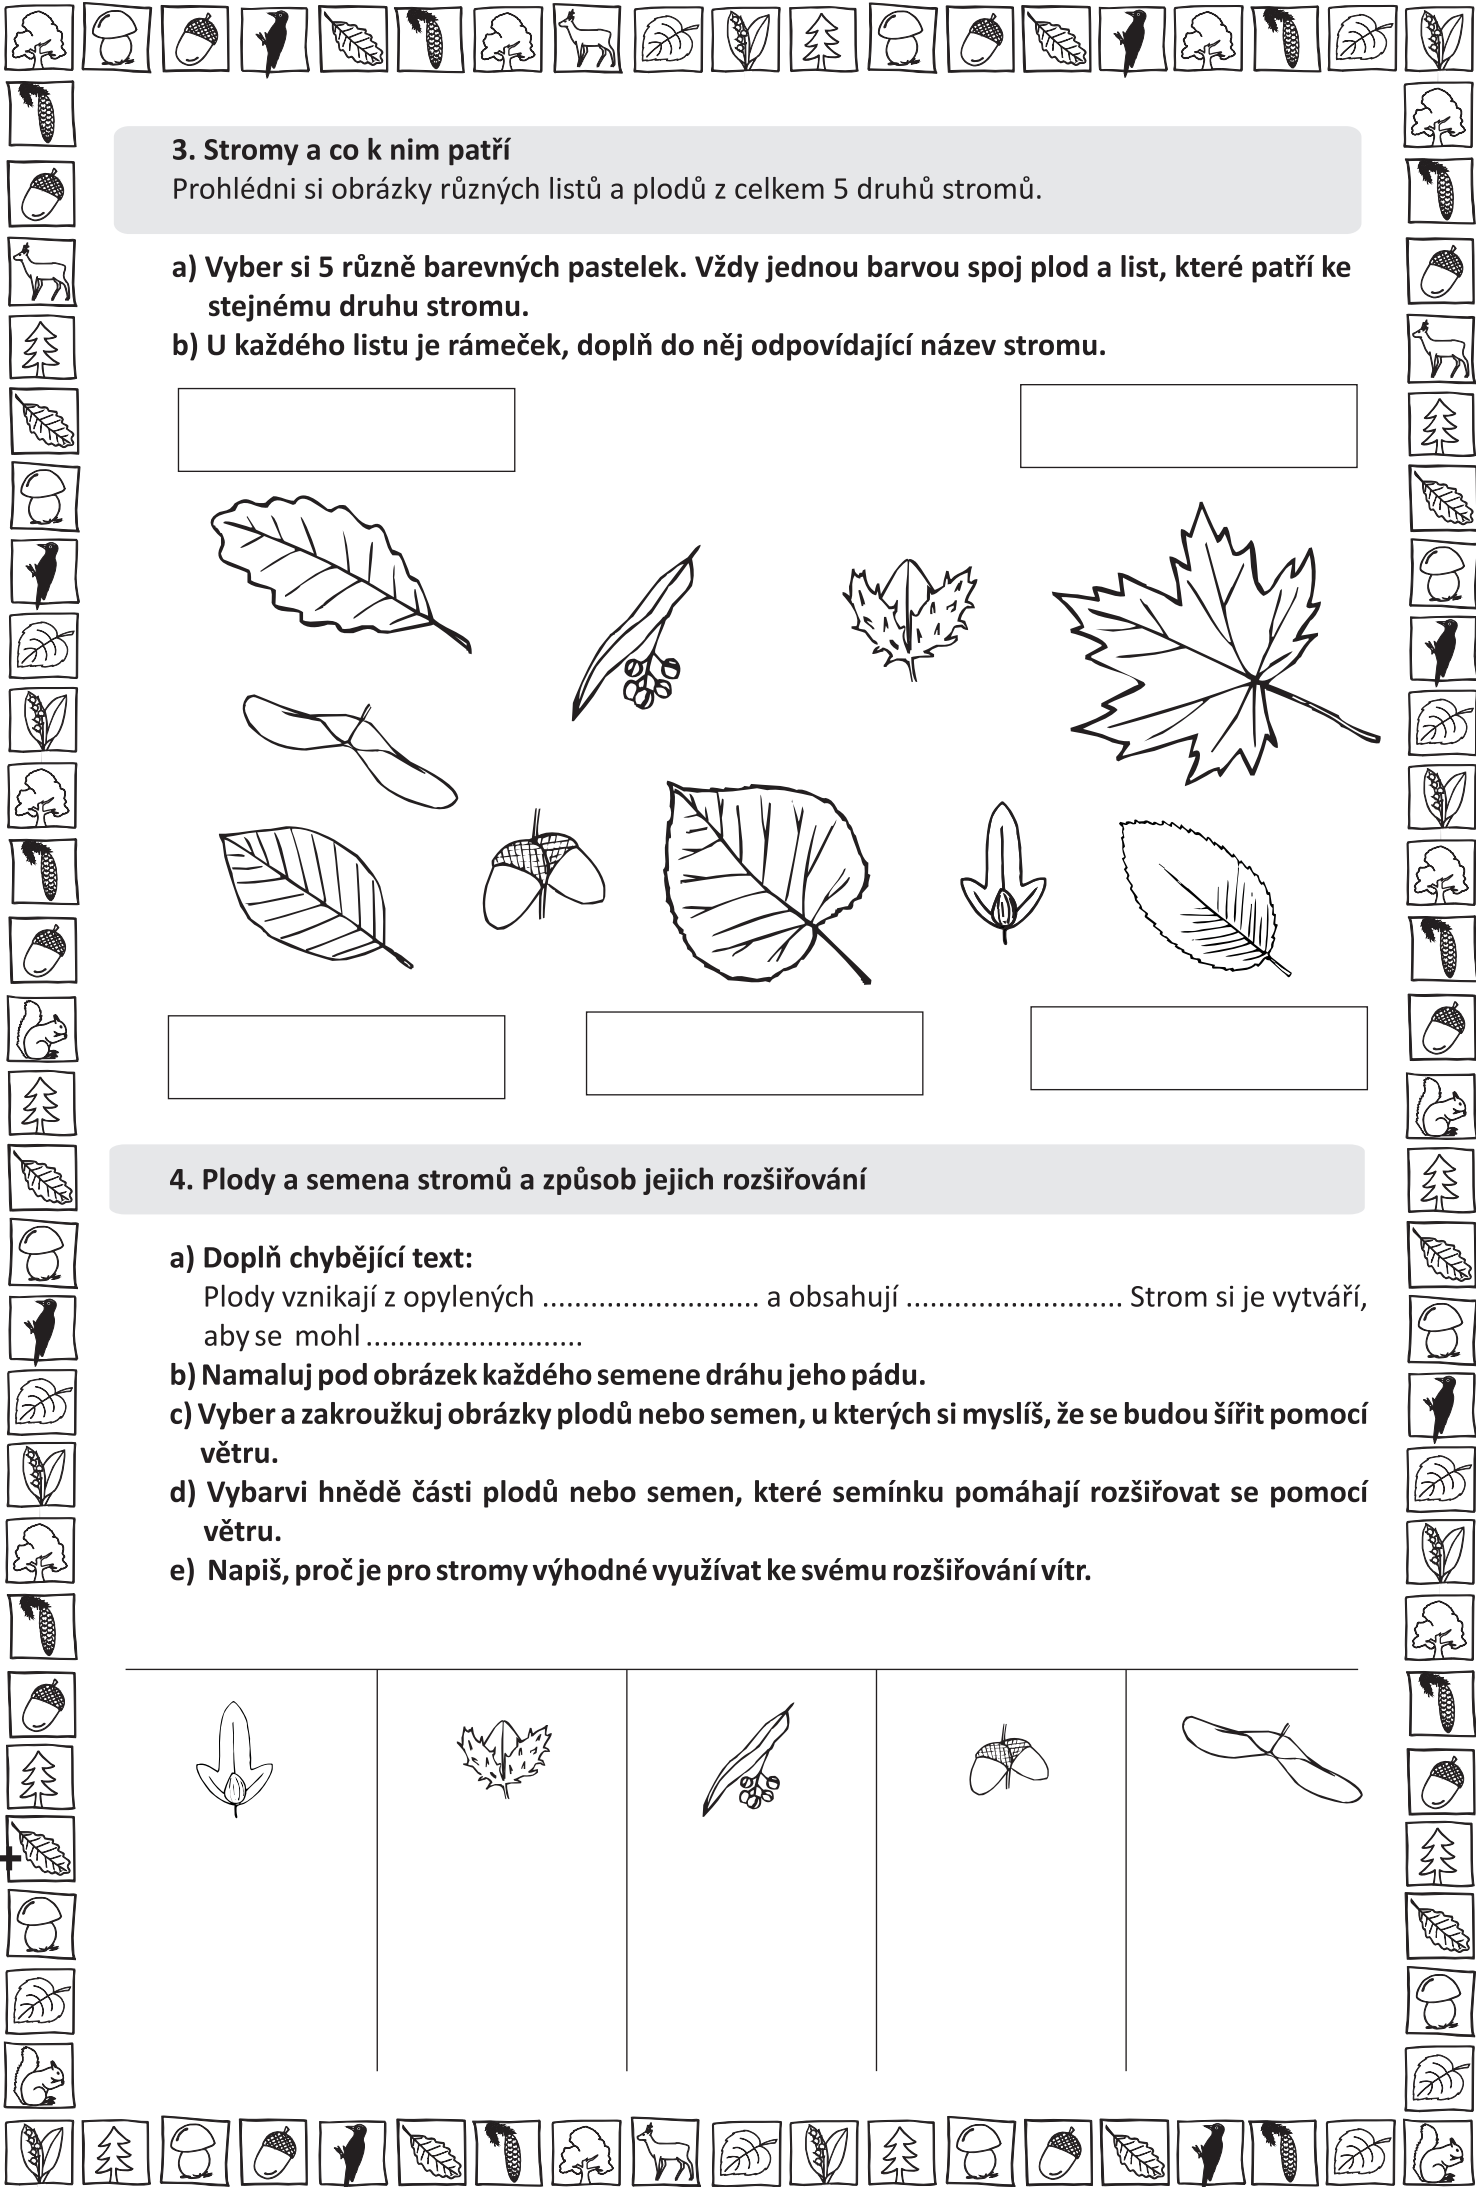 3. Stromy a co k nim patří
Prohlédni si obrázky různých listů a plodů z celkem 5 druhů stromů.
a) Vyber si 5 různě barevných pastelek. Vždy jednou barvou spoj plod a list, které patří ke
stejnému druhu stromu.
b) U každého listu je rámeček, doplň do něj odpovídající název stromu.
4. Plody a semena stromů a způsob jejich rozšiřování
a) Doplň chybějící text:
Plody vznikají z opylených ........................... a obsahují ........................... Strom si je vytváří,
aby se mohl ...........................
b) Namaluj pod obrázek každého semene dráhu jeho pádu.
c) Vyber a zakroužkuj obrázky plodů nebo semen, u kterých si myslíš, že se budou šířit pomocí
větru.
d) Vybarvi hnědě části plodů nebo semen, které semínku pomáhají rozšiřovat se pomocí
větru.
e) Napiš, proč je pro stromy výhodné využívat ke svému rozšiřování vítr.